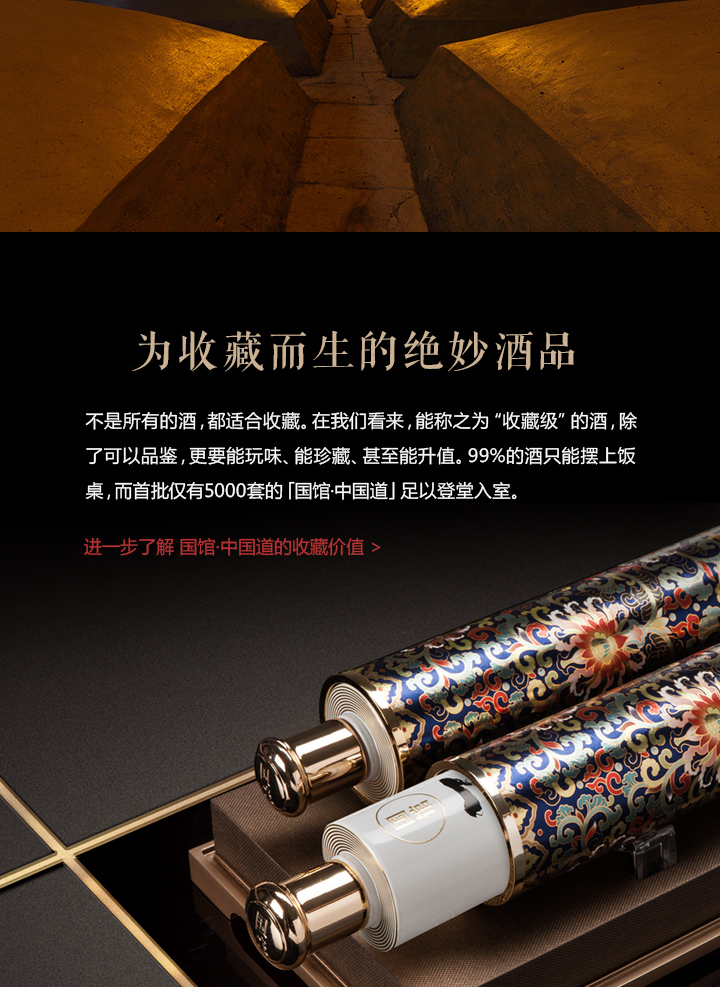 为收藏而生的绝妙酒品
不是所有的酒,都适合收藏。在我们看来,能称之为“收藏级”的酒,除
了可以品鉴,更要能玩味、能珍藏、甚至能升值。99%的酒只能摆上饭
桌,而首批仅有5000套的「国馆·中国道」足以登堂入室。
进一步了解 国馆·中国道的收藏价值 >